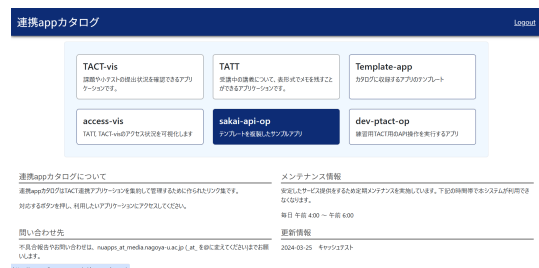 連携appカタログ
Logout
TACT-vis
課題や小テストの提出状況を確認できるアプリ
ケーションです。
TATT
受講中の講義について、表形式でメモを残すこと
ができるアプリケーションです。
Template-app
カタログに収録するアプリのテンプレート
access-vis
TATT, TACT-visのアクセス状況を可視化します
sakai-api-op
テンプレートを複製したサンプルアプリ
dev-ptact-op
練習用TACT用のAPI操作を実行するアプリ
連携appカタログについて
連携appカタログはTACT連携アプリケーションを集約して管理するために作られたリンク集です。
対応するボタンを押し、利用したいアプリケーションにアクセスしてください。
メンテナンス情報
安定したサービス提供をするため定期メンテナンスを実施しています。下記の時間帯で本システムが利用でき
なくなります。
毎日 午前 4:00 ～ 午前 6:00
問い合わせ先
不具合報告やお問い合わせは、nuapps_at_media.nagoya-u.ac.jp (_at_ を@に変えてください)までお願
いします。
更新情報
2024-03-25 キャッシュテスト